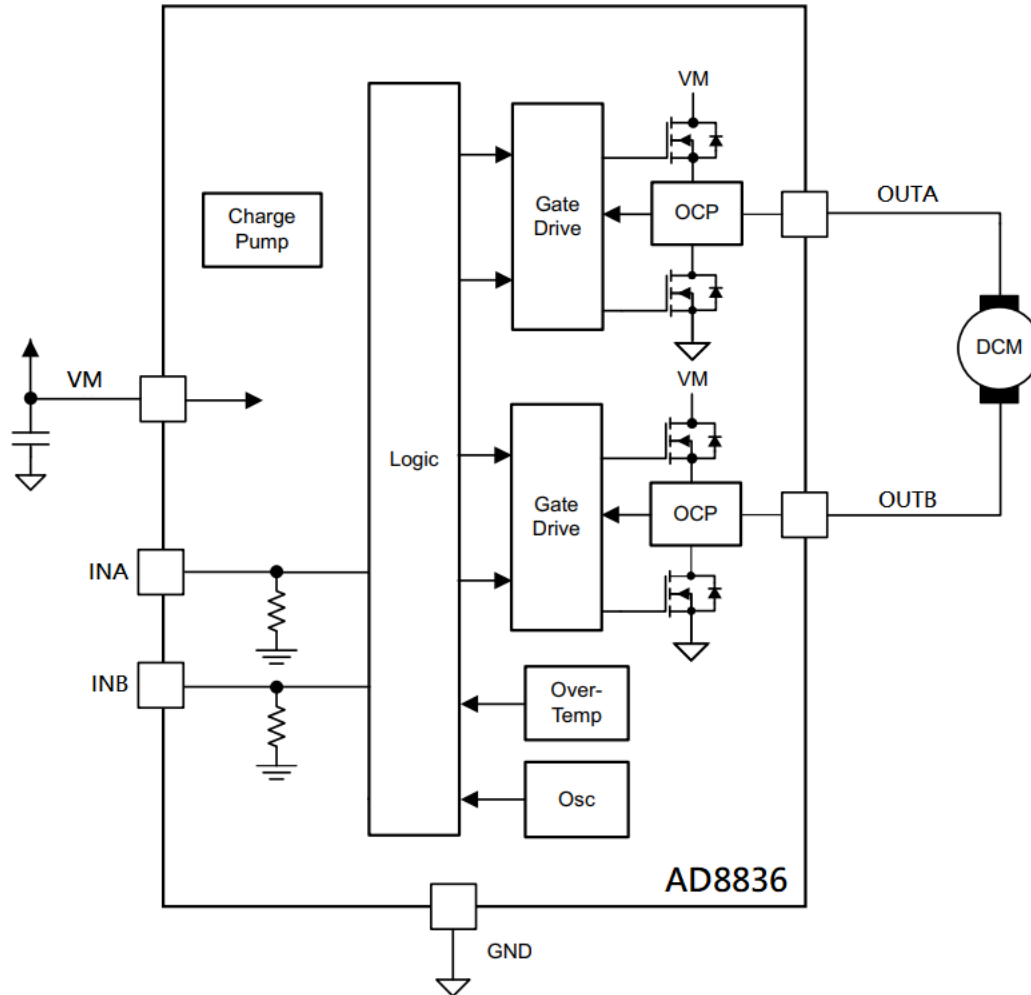 VM
Gate
Drive
OCP
OUTA
Charge
Pump
DCM
VM
VM
Logic
Gate
Drive
OCP
OUTB
INA
INB
Over-
Temp
Osc
AD8836
GND